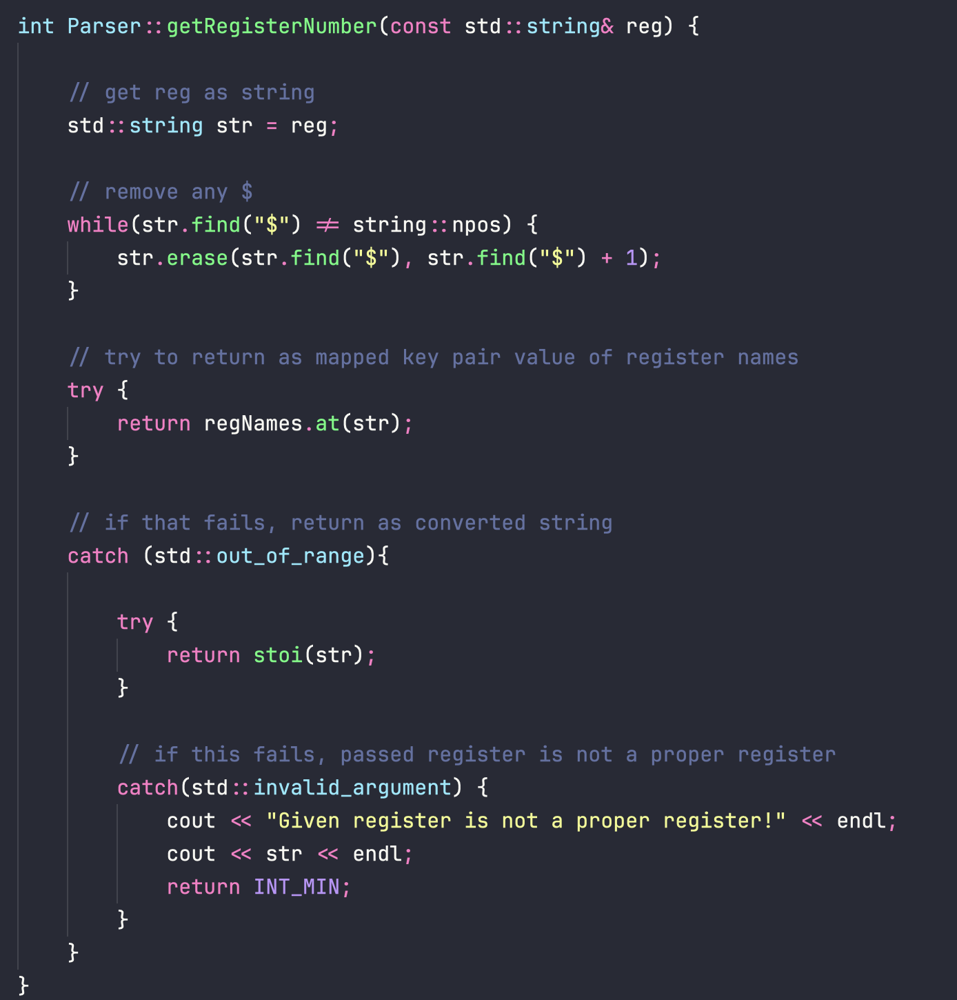 int Parser::getRegisterNumber(const std::string& reg) {
// get reg as string
std::string str = reg;
// remove any $
while(str.find("$") != string::npos) {
str.erase(str.find("$"), str.find("$") + 1);
}
// try to return as mapped key pair value of register names
try {
return regNames.at(str);
}
// if that fails, return as converted string
catch (std::out_of_range){
try {
return stoi(str);
}
// if this fails, passed register is not a proper register
catch(std::invalid_argument) {
cout << "Given register is not a proper register!" << endl;
cout << str << endl;
return INT_MIN;
}
}
}